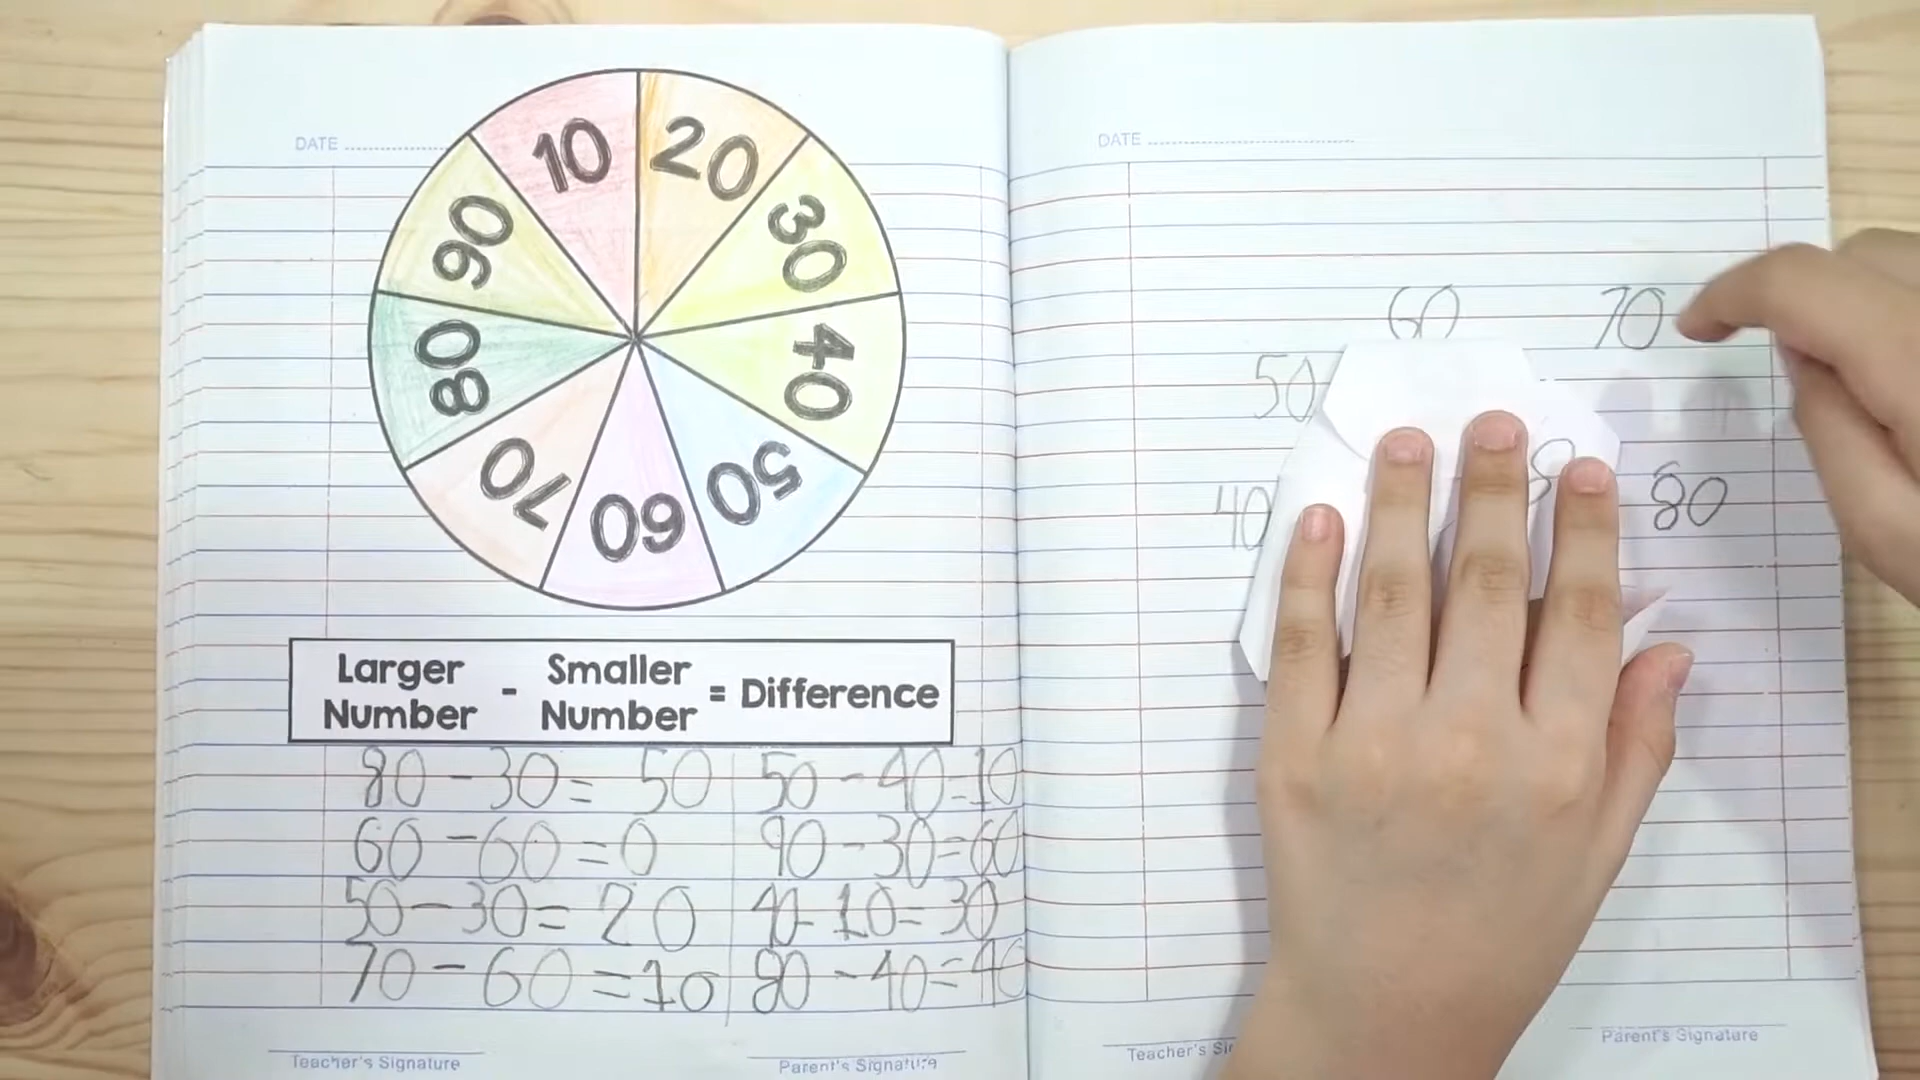 DATE
10
20
30
40
50
60
70
80
90
Larger Number - Smaller Number = Difference
80 - 30 = 50
60 - 60 = 0
50 - 30 = 20
70 - 60 = 10
50 - 40 = 10
90 - 30 = 60
40 - 10 = 30
80 - 40 = 40
Teacher's Signature
Parent's Signature
DATE
60
70
50
40
80
Parent's Signature